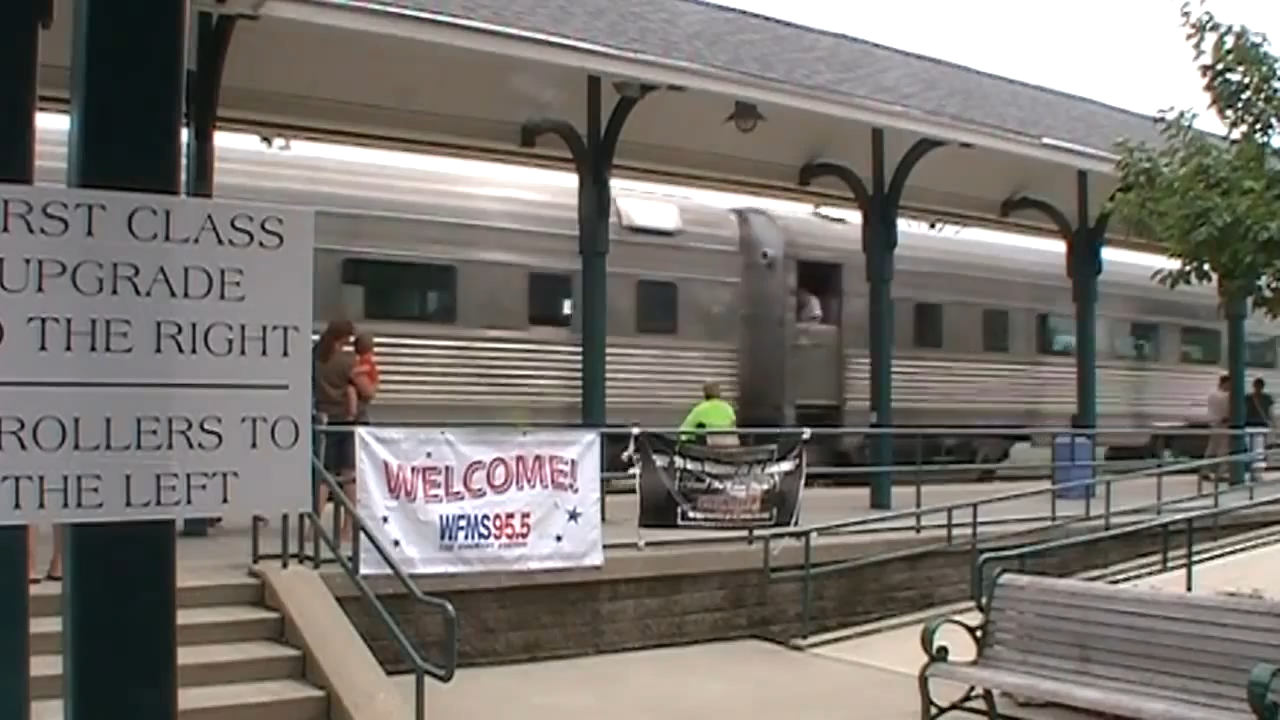 RST CLASS
UPGRADE
O THE RIGHT
ROLLERS TO
THE LEFT
WELCOME!
WFMS95.5